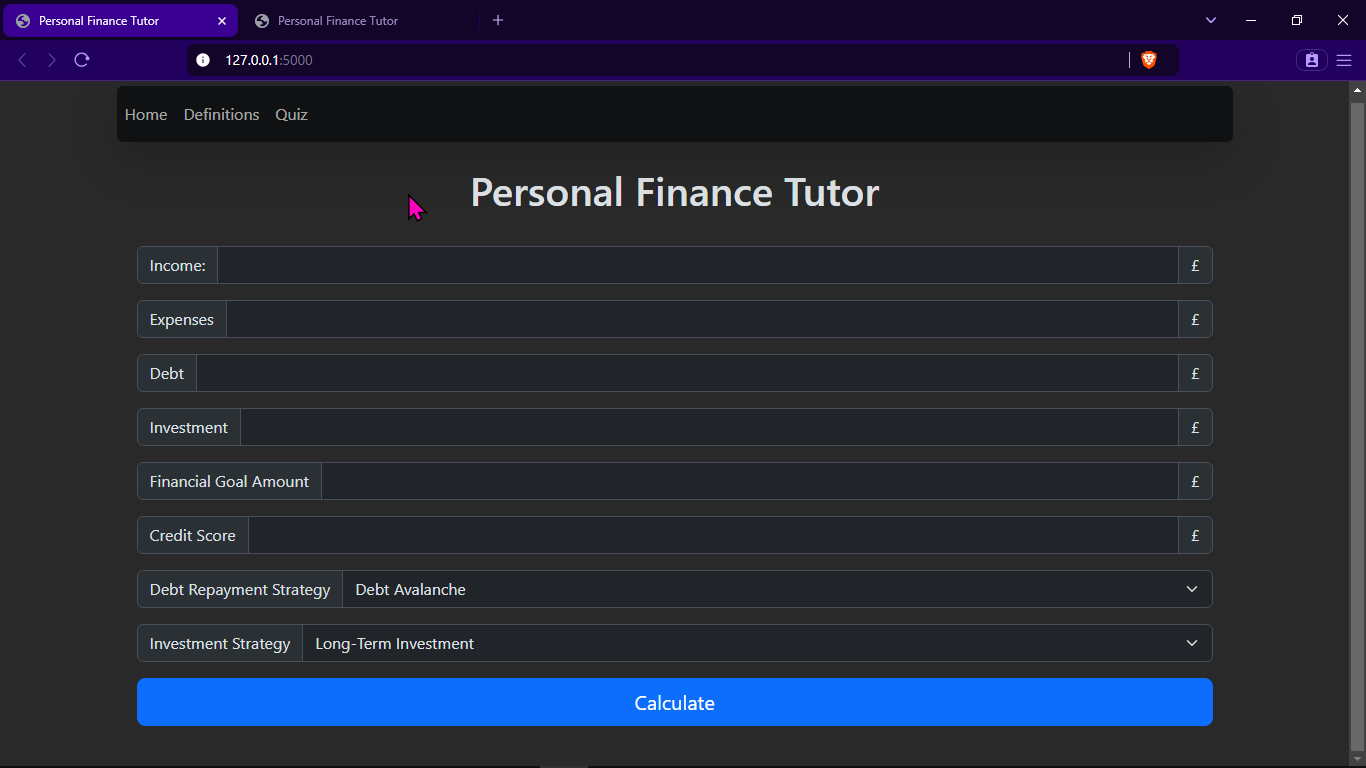 Personal Finance Tutor
Personal Finance Tutor
127.0.0.1:5000
Home Definitions Quiz
Personal Finance Tutor
Income: £
Expenses £
Debt £
Investment £
Financial Goal Amount £
Credit Score £
Debt Repayment Strategy Debt Avalanche
Investment Strategy Long-Term Investment
Calculate